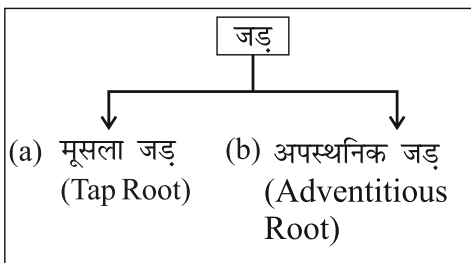 जड़
(a) मूसला जड़
(Tap Root)
(b) अपस्थनिक जड़
(Adventitious
Root)